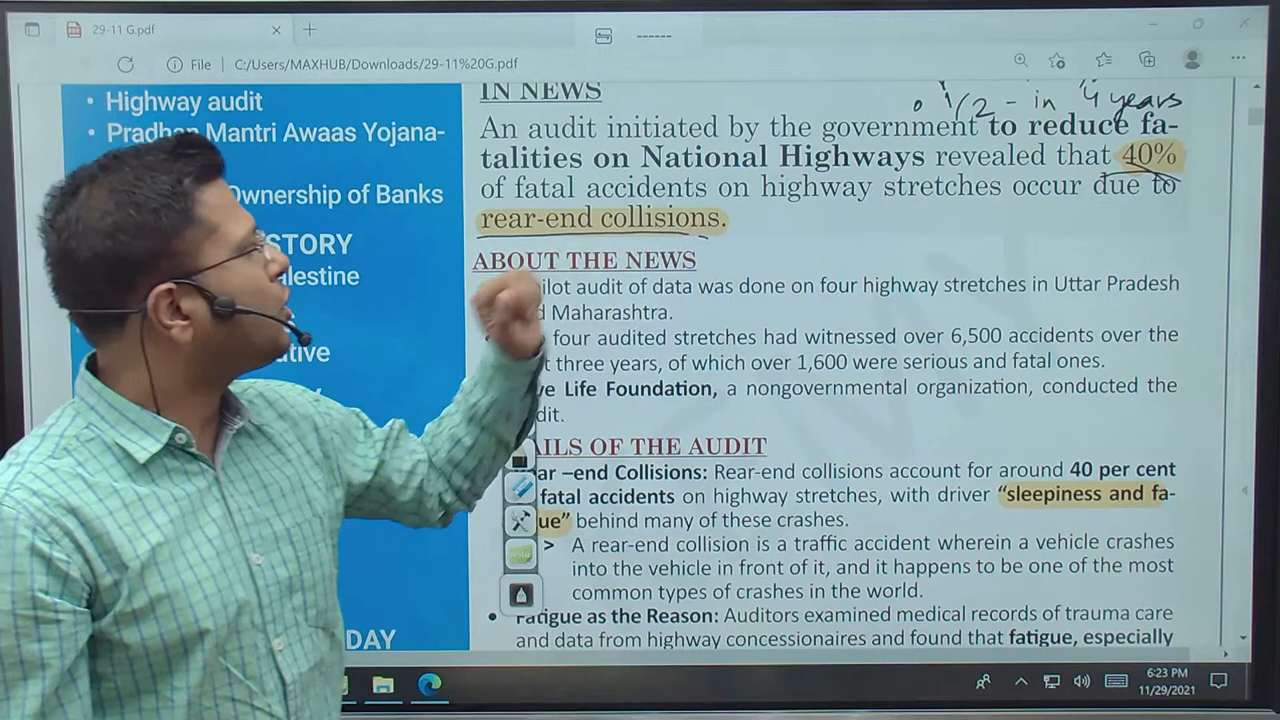 29-11 G.pdf
------
File
C:/Users/MAXHUB/Downloads/29-11%20G.pdf
• Highway audit
• Pradhan Mantri Awaas Yojana-
Ownership of Banks
STORY
DAY
IN NEWS
1/2 - in 4 years
An audit initiated by the government to reduce fa-
talities on National Highways revealed that 40%
of fatal accidents on highway stretches occur due to
rear-end collisions.
ABOUT THE NEWS
ilot audit of data was done on four highway stretches in Uttar Pradesh
d Maharashtra.
four audited stretches had witnessed over 6,500 accidents over the
t three years, of which over 1,600 were serious and fatal ones.
ve Life Foundation, a nongovernmental organization, conducted the
dit.
AILS OF THE AUDIT
ar –end Collisions: Rear-end collisions account for around 40 per cent
fatal accidents on highway stretches, with driver “sleepiness and fa-
ue” behind many of these crashes.
> A rear-end collision is a traffic accident wherein a vehicle crashes
into the vehicle in front of it, and it happens to be one of the most
common types of crashes in the world.
• Fatigue as the Reason: Auditors examined medical records of trauma care
and data from highway concessionaires and found that fatigue, especially
6:23 PM
11/29/2021